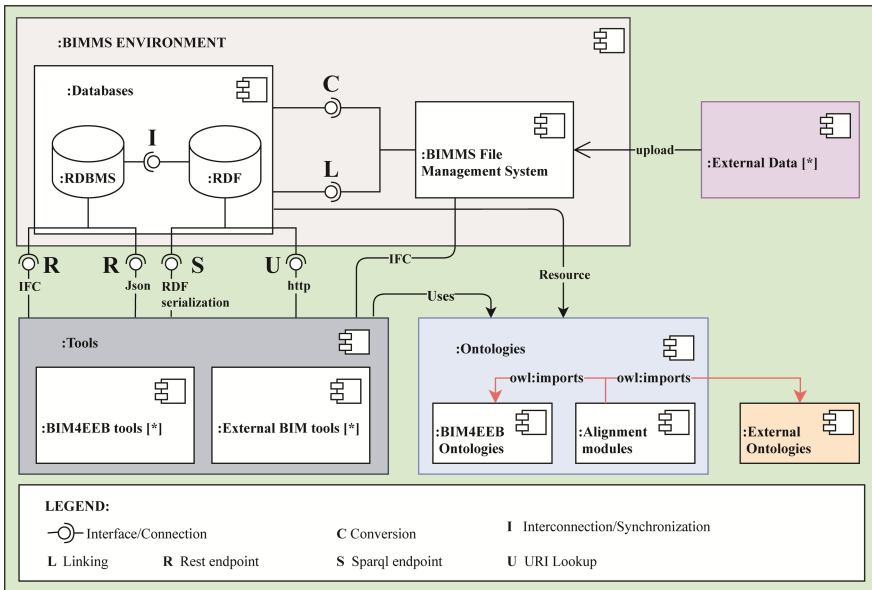 :BIMMS ENVIRONMENT
:Databases
C
I
:RDBMS
:RDF
L
:BIMMS File
Management System
upload
:External Data [*]
R
R
S
U
IFC
IFC
Json
RDF
serialization
http
Resource
Uses
:Tools
:BIM4EEB tools [*]
:External BIM tools [*]
:Ontologies
owl:imports
owl:imports
:BIM4EEB
Ontologies
:Alignment
modules
:External
Ontologies
LEGEND:
Interface/Connection
C Conversion
I Interconnection/Synchronization
L Linking
R Rest endpoint
S Sparql endpoint
U URI Lookup